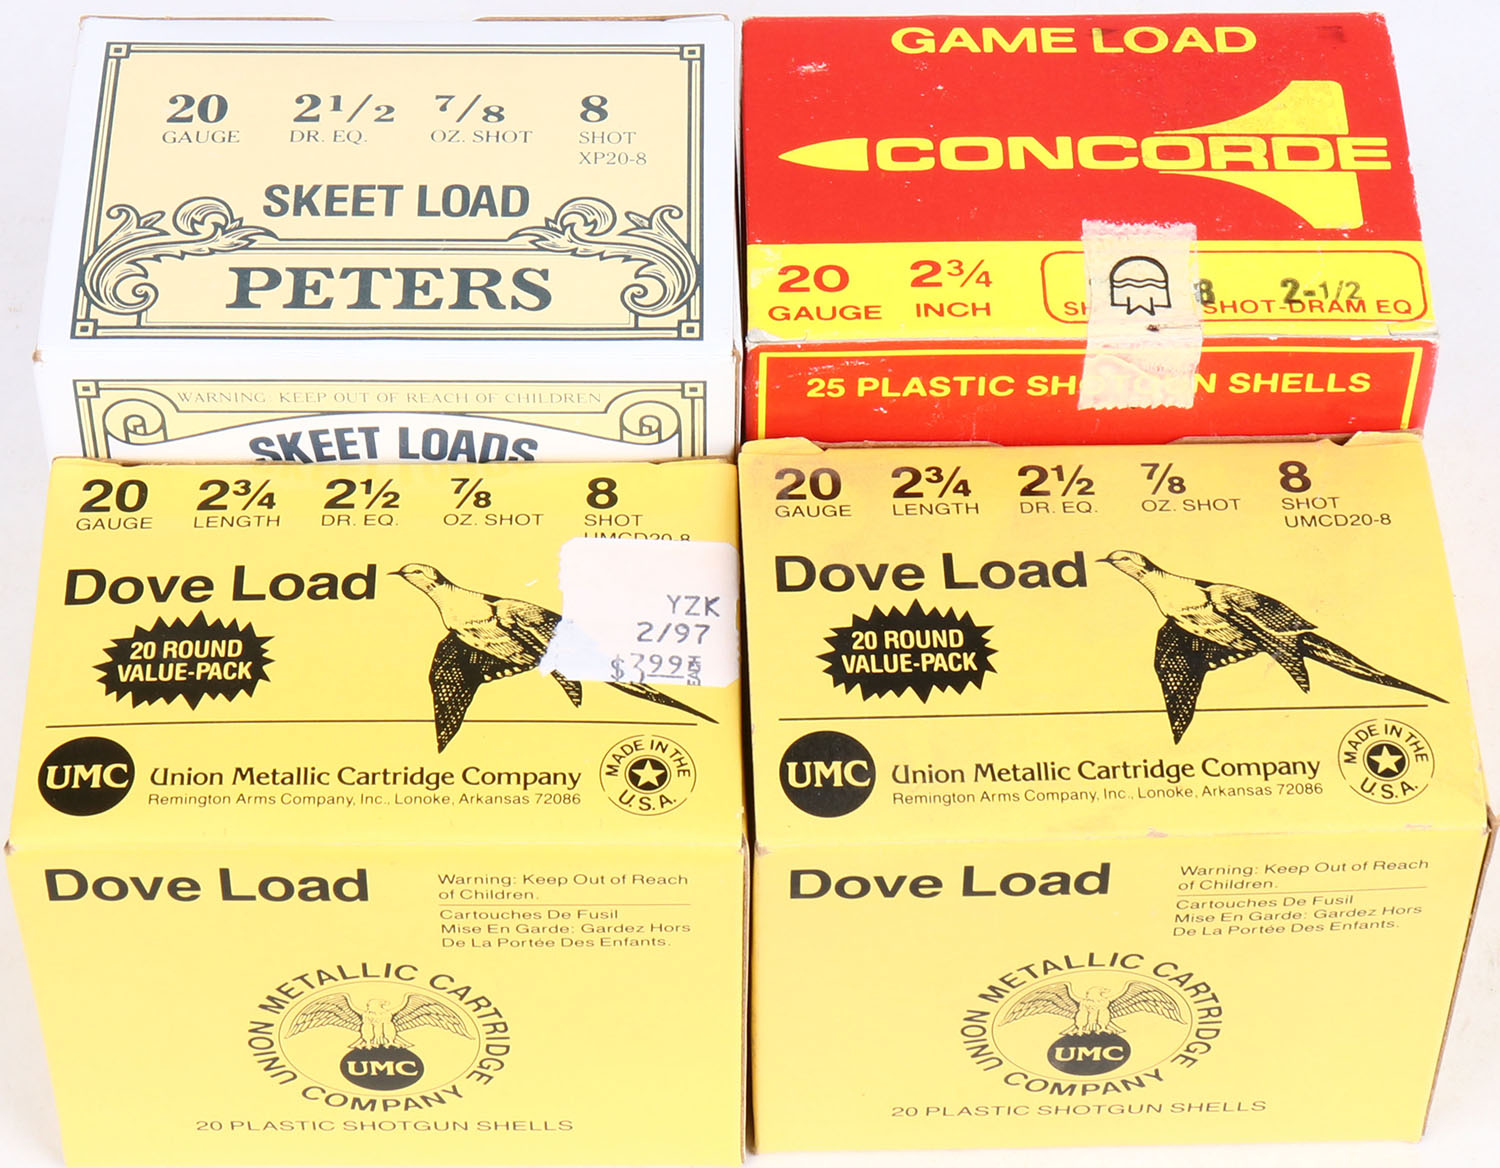 20 2 1/2 7/8 8
GAUGE DR. EQ. OZ. SHOT SHOT
XP20-8
SKEET LOAD
PETERS
WARNING: KEEP OUT OF REACH OF CHILDREN
SKEET LOADS
GAME LOAD
CONCORDE
20 2 3/4 8 2-1/2
GAUGE INCH SHOT-DRAM EQ
25 PLASTIC SHOTGUN SHELLS
20 2 3/4 2 1/2 7/8 8
GAUGE LENGTH DR. EQ. OZ. SHOT SHOT
UMCD20-8
Dove Load
20 ROUND
VALUE-PACK
YZK
2/97
$3.99 EACH
UMC Union Metallic Cartridge Company
Remington Arms Company, Inc., Lonoke, Arkansas 72086
MADE IN THE U.S.A.
Dove Load
Warning: Keep Out of Reach
of Children.
Cartouches De Fusil
Mise En Garde: Gardez Hors
De La Portée Des Enfants.
UNION METALLIC CARTRIDGE COMPANY
UMC
20 PLASTIC SHOTGUN SHELLS
20 2 3/4 2 1/2 7/8 8
GAUGE LENGTH DR. EQ. OZ. SHOT SHOT
UMCD20-8
Dove Load
20 ROUND
VALUE-PACK
UMC Union Metallic Cartridge Company
Remington Arms Company, Inc., Lonoke, Arkansas 72086
MADE IN THE U.S.A.
Dove Load
Warning: Keep Out of Reach
of Children.
Cartouches De Fusil
Mise En Garde: Gardez Hors
De La Portée Des Enfants.
UNION METALLIC CARTRIDGE COMPANY
UMC
20 PLASTIC SHOTGUN SHELLS